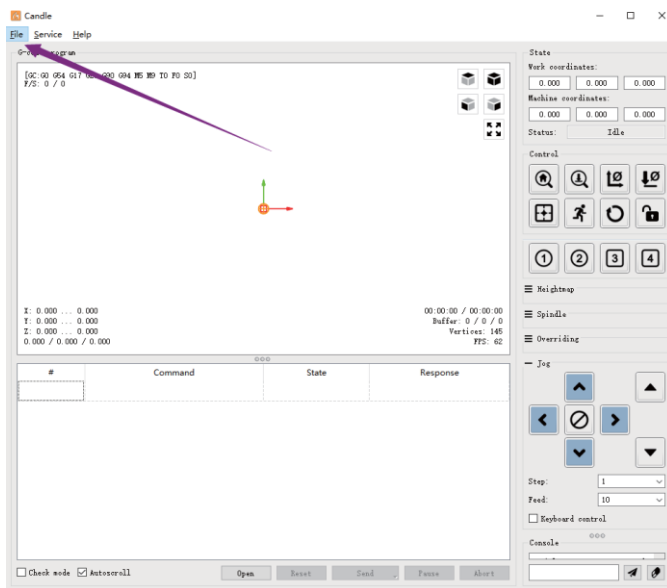 Candle
File Service Help
State
Work coordinates:
0.000 0.000 0.000
Machine coordinates:
0.000 0.000 0.000
Status: Idle
Control
[GC:G0 G54 G17 G90 G94 M5 M9 T0 F0 S0]
F/S: 0 / 0
1 2 3 4
Heightmap
Spindle
Overriding
Jog
X: 0.000 ... 0.000
Y: 0.000 ... 0.000
Z: 0.000 ... 0.000
0.000 / 0.000 / 0.000
00:00:00 / 00:00:00
Buffer: 0 / 0 / 0
Vertices: 145
FPS: 62
# Command State Response
Step: 1
Feed: 10
Keyboard control
Console
Check mode Autoscroll Open Reset Send Pause Abort